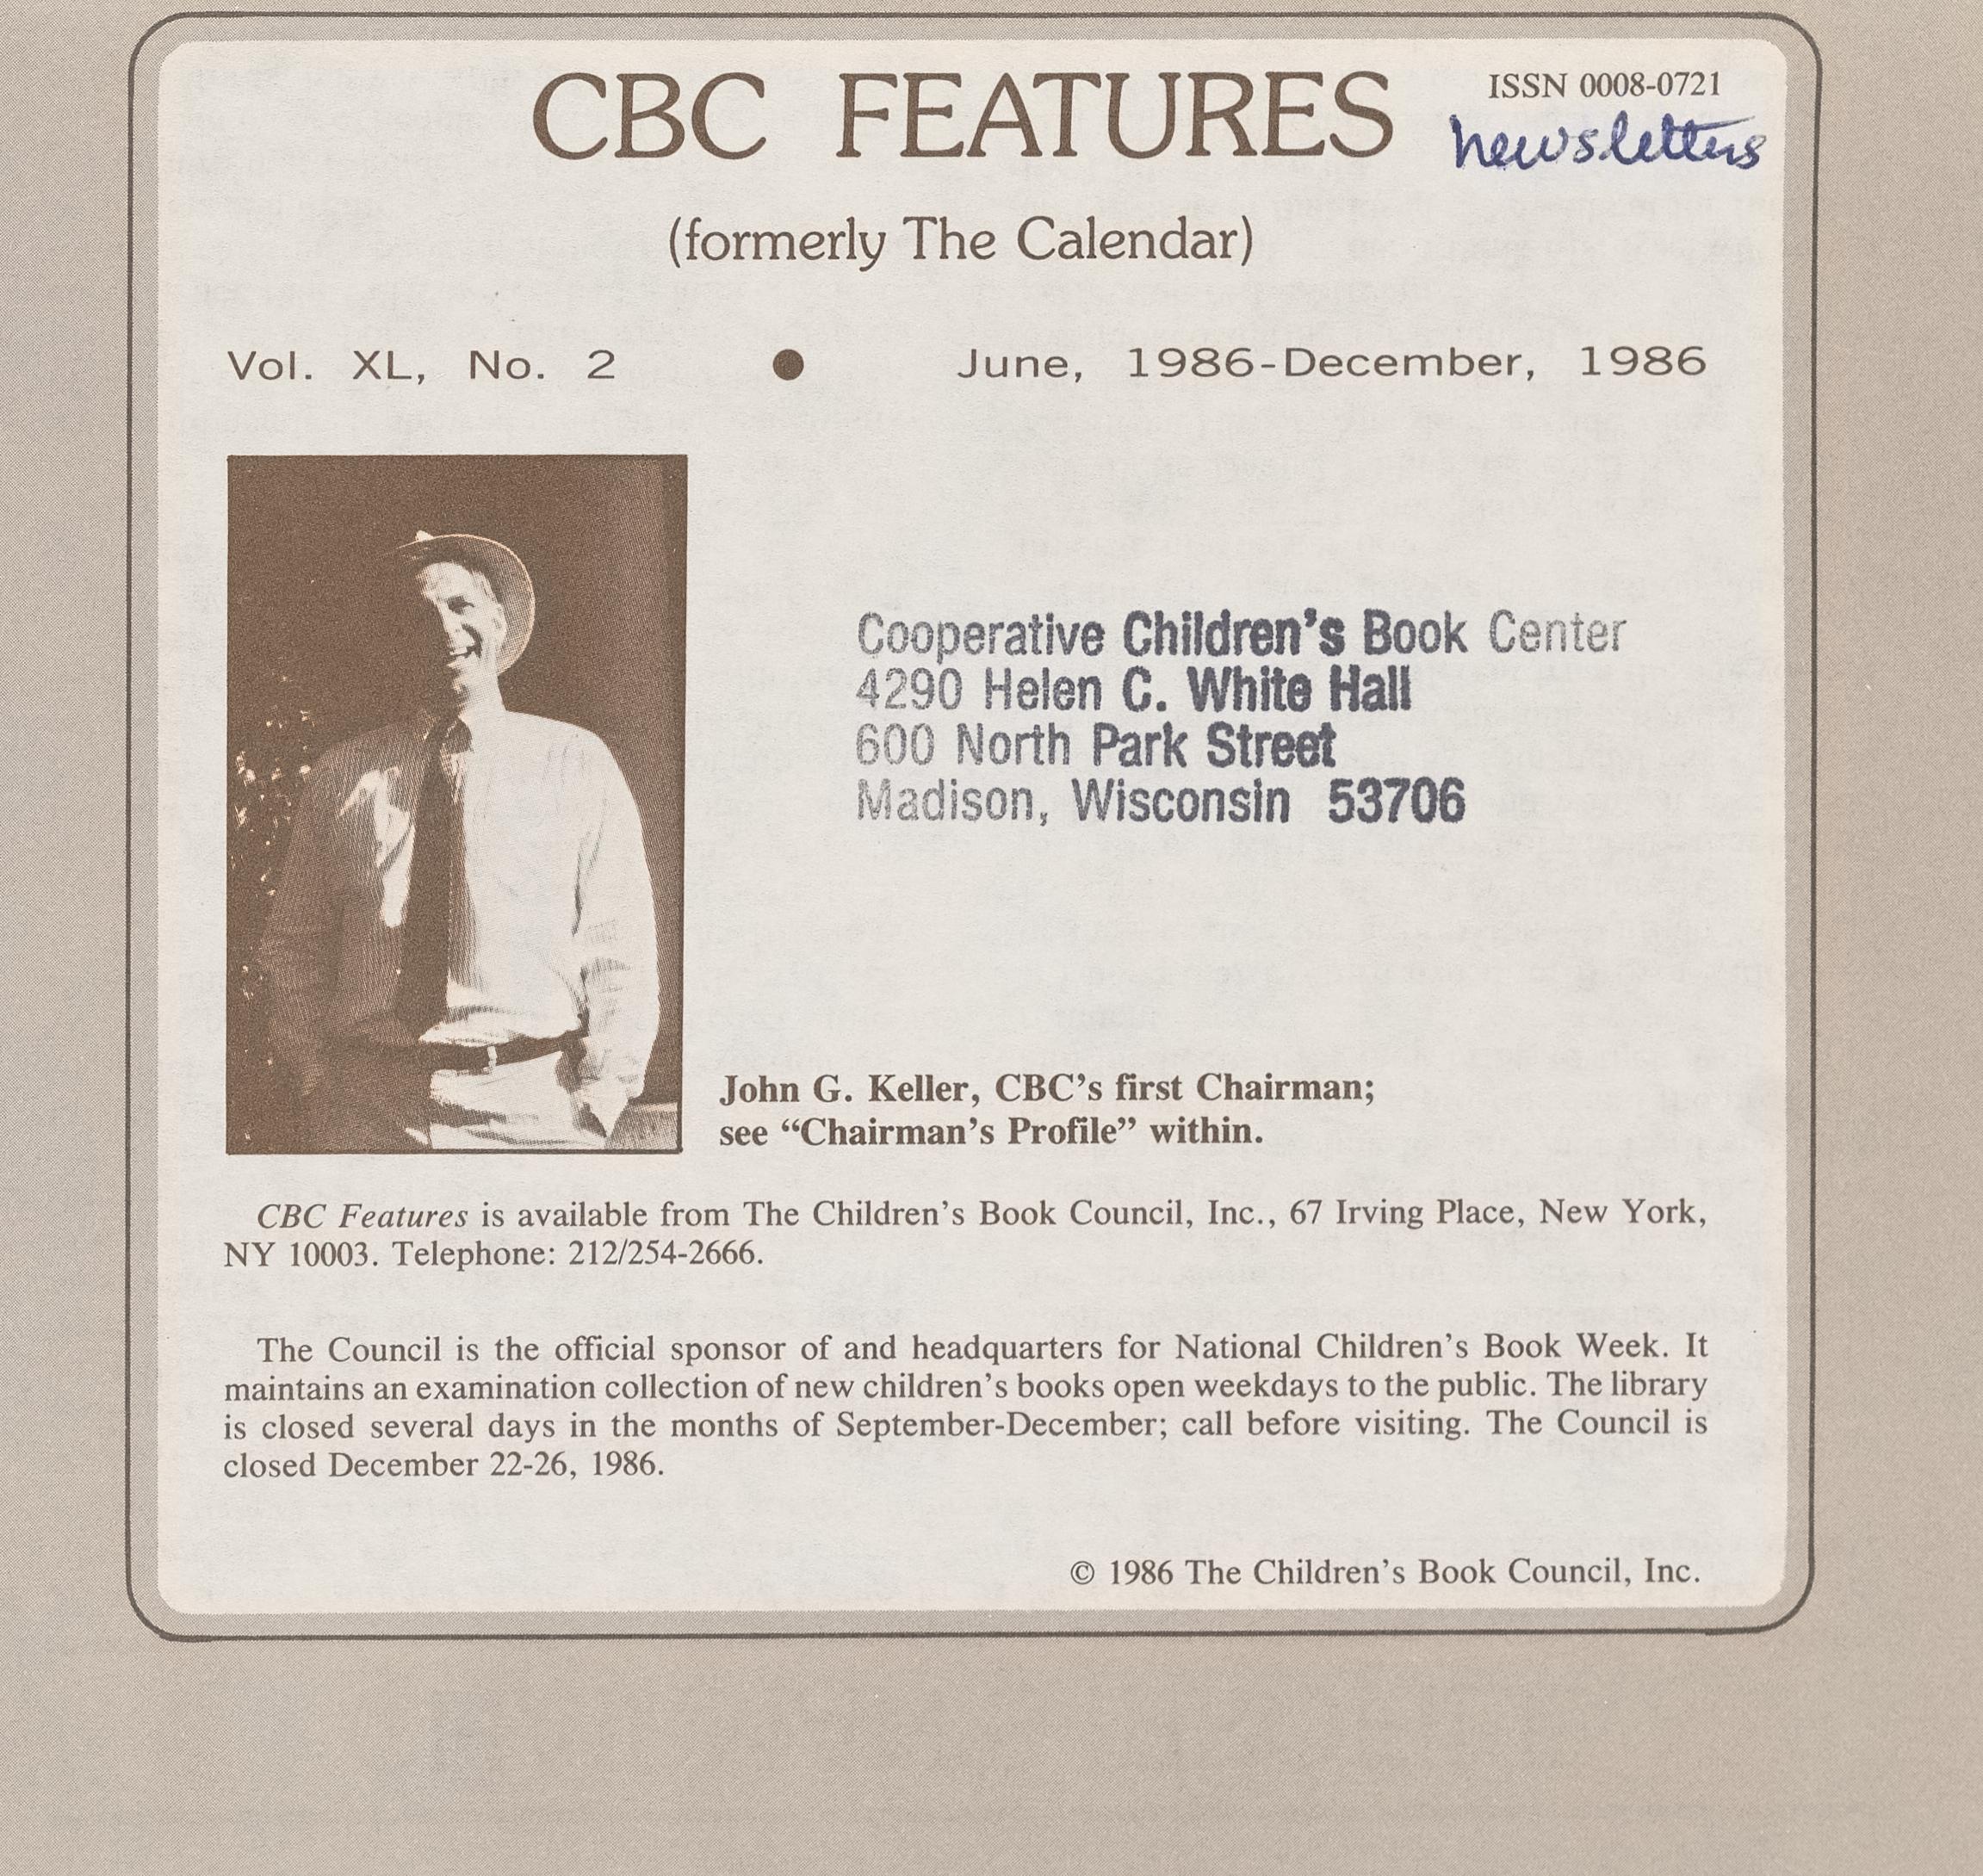 CBC FEATURES
ISSN 0008-0721
newsletters
(formerly The Calendar)
Vol. XL, No. 2 ● June, 1986-December, 1986
Cooperative Children's Book Center
4290 Helen C. White Hall
600 North Park Street
Madison, Wisconsin 53706
John G. Keller, CBC's first Chairman;
see “Chairman's Profile” within.
CBC Features is available from The Children's Book Council, Inc., 67 Irving Place, New York,
NY 10003. Telephone: 212/254-2666.
The Council is the official sponsor of and headquarters for National Children's Book Week. It
maintains an examination collection of new children's books open weekdays to the public. The library
is closed several days in the months of September-December; call before visiting. The Council is
closed December 22-26, 1986.
© 1986 The Children's Book Council, Inc.